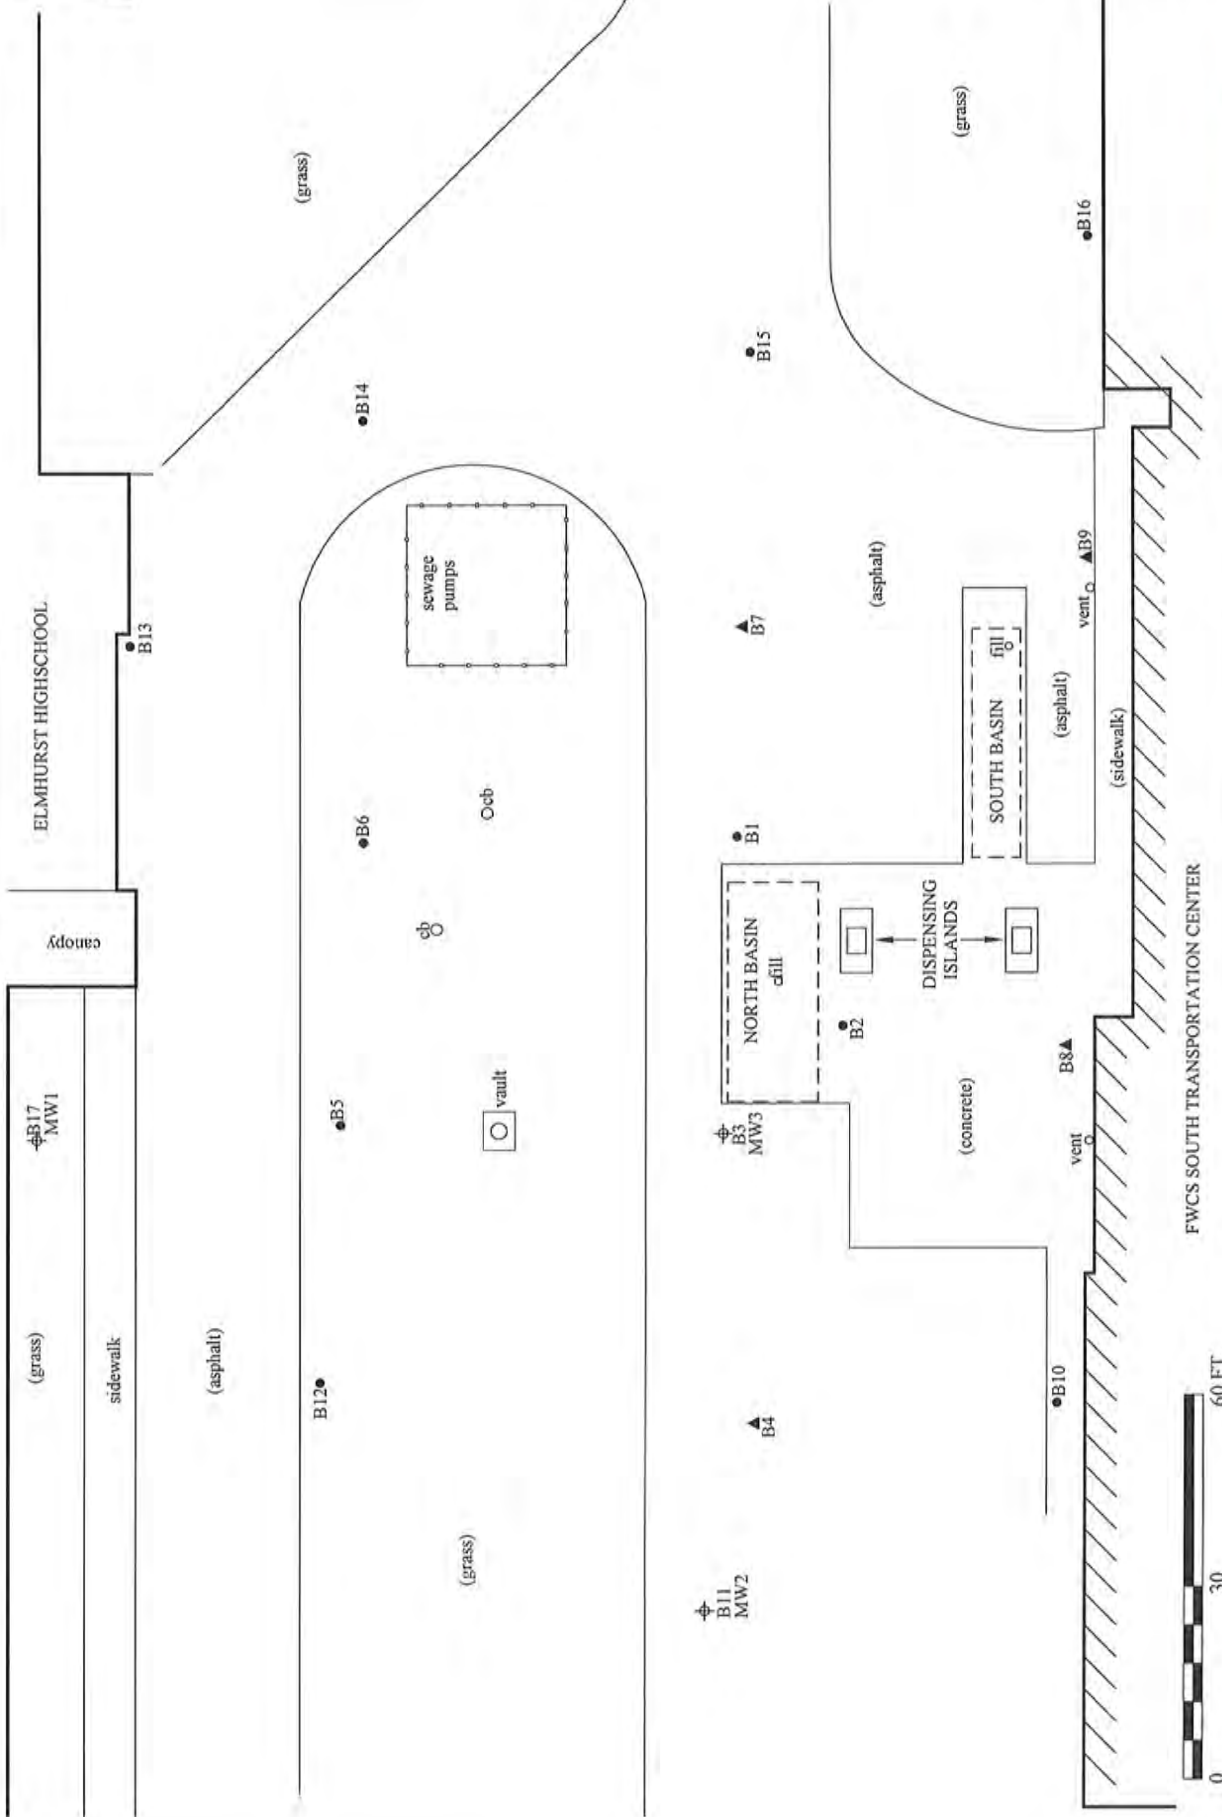 ELMHURST HIGHSCHOOL
canopy
B17
MW1
(grass)
sidewalk
(asphalt)
B13
(grass)
(grass)
B14
sewage
pumps
B6
Ocb
cb
B5
vault
B12
(grass)
B15
B16
B7
(asphalt)
B9
vent
fill
SOUTH BASIN
(asphalt)
(sidewalk)
B1
NORTH BASIN
fill
DISPENSING
ISLANDS
B2
B8
B3
MW3
(concrete)
vent
B4
B10
B11
MW2
FWCS SOUTH TRANSPORTATION CENTER
0
30
60 FT